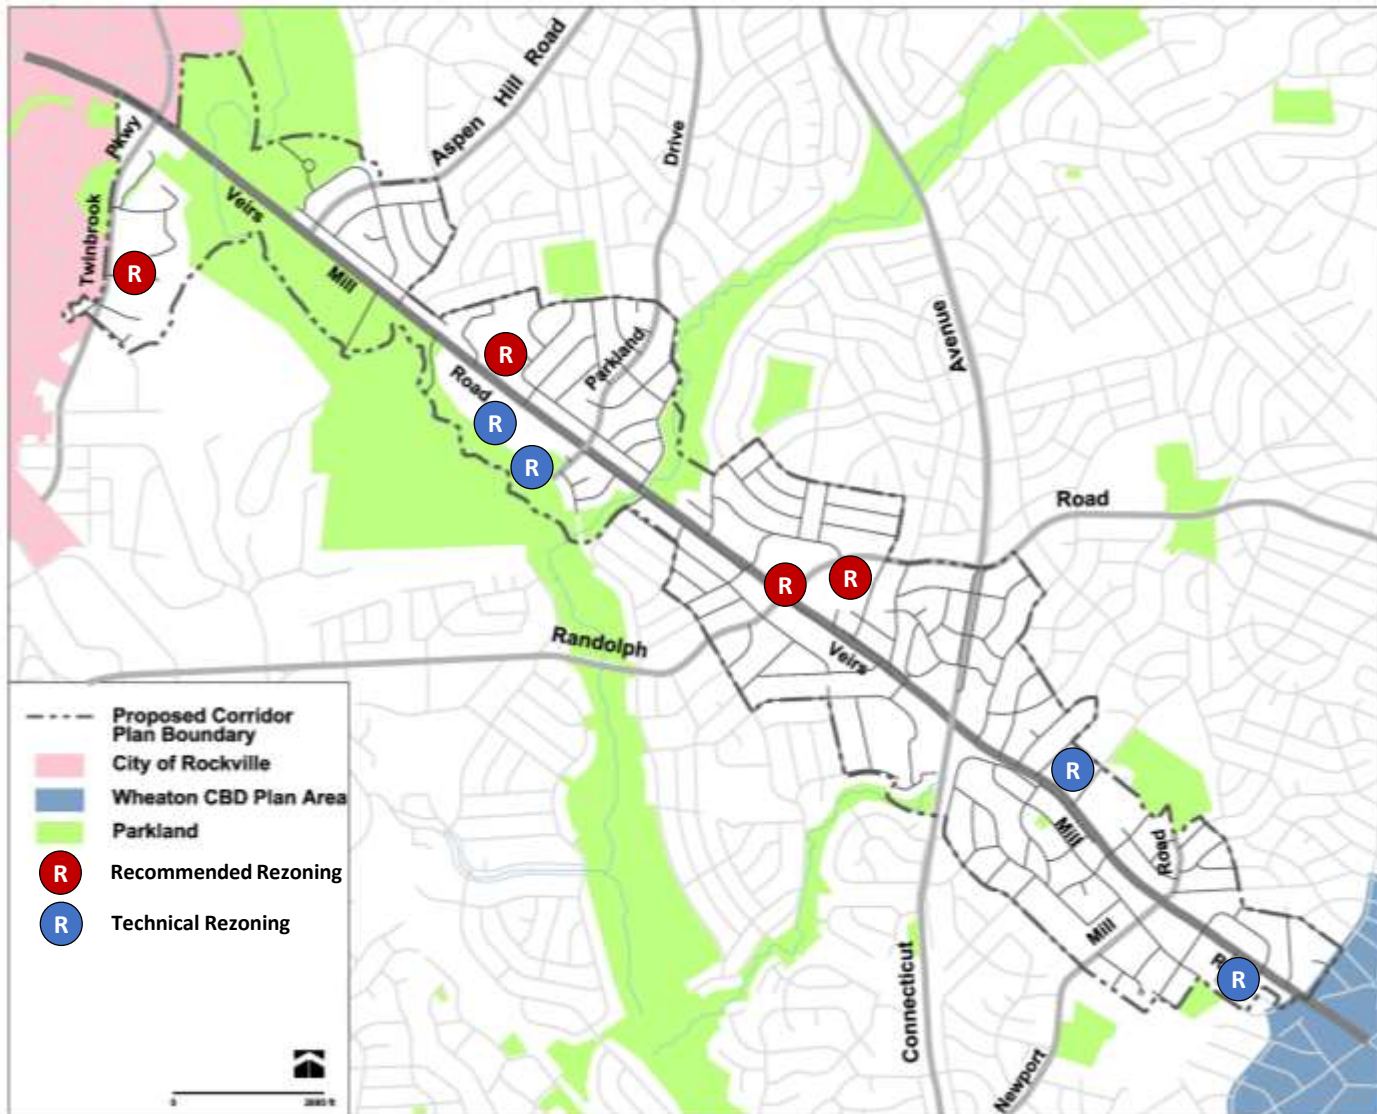 Aspen Hill Road
Drive
Pkwy
Twinbrook
Veirs
Mill
R
R
Parkland
Road
R
R
Avenue
Road
R
R
Randolph
Veirs
R
Mill
Road
Mill
R
Connecticut
Newport
Proposed Corridor
Plan Boundary
City of Rockville
Wheaton CBD Plan Area
Parkland
R Recommended Rezoning
R Technical Rezoning
0